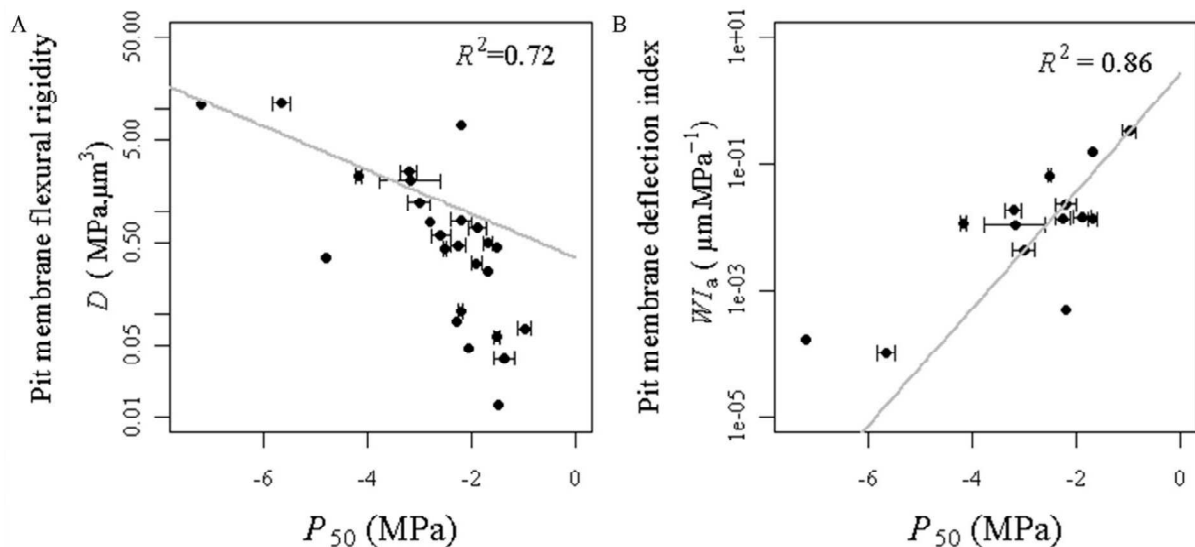 A
Pit membrane flexural rigidity
D ( MPa.µm³)
50.00
5.00
0.50
0.05
0.01
R²=0.72
-6
-4
-2
0
P₅₀ (MPa)
B
Pit membrane deflection index
WIₐ ( µm.MPa⁻¹)
1e+01
1e-01
1e-03
1e-05
R² = 0.86
-6
-4
-2
0
P₅₀ (MPa)